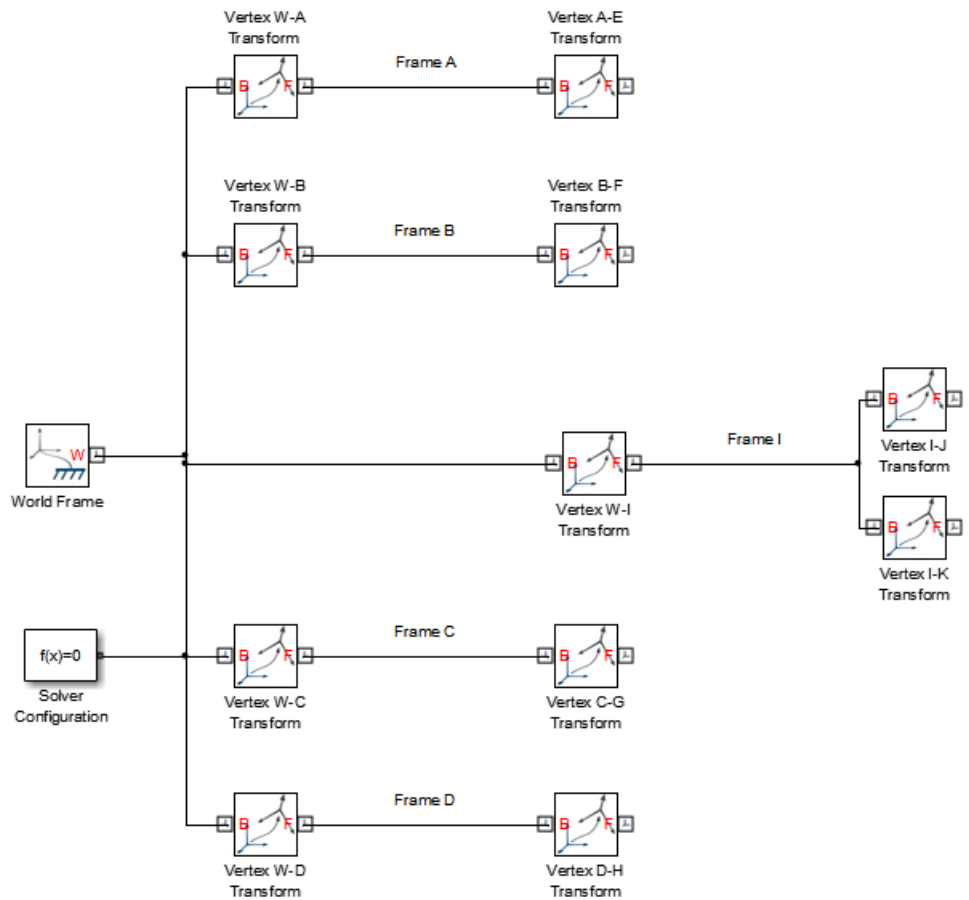 Vertex W-A
Transform
Vertex A-E
Transform
Frame A
B
F
B
F
Vertex W-B
Transform
Vertex B-F
Transform
Frame B
B
F
B
F
W
World Frame
Frame I
B
F
Vertex W-I
Transform
B
F
Vertex I-J
Transform
B
F
Vertex I-K
Transform
f(x)=0
Solver
Configuration
Frame C
B
F
B
F
Vertex W-C
Transform
Vertex C-G
Transform
Frame D
B
F
B
F
Vertex W-D
Transform
Vertex D-H
Transform